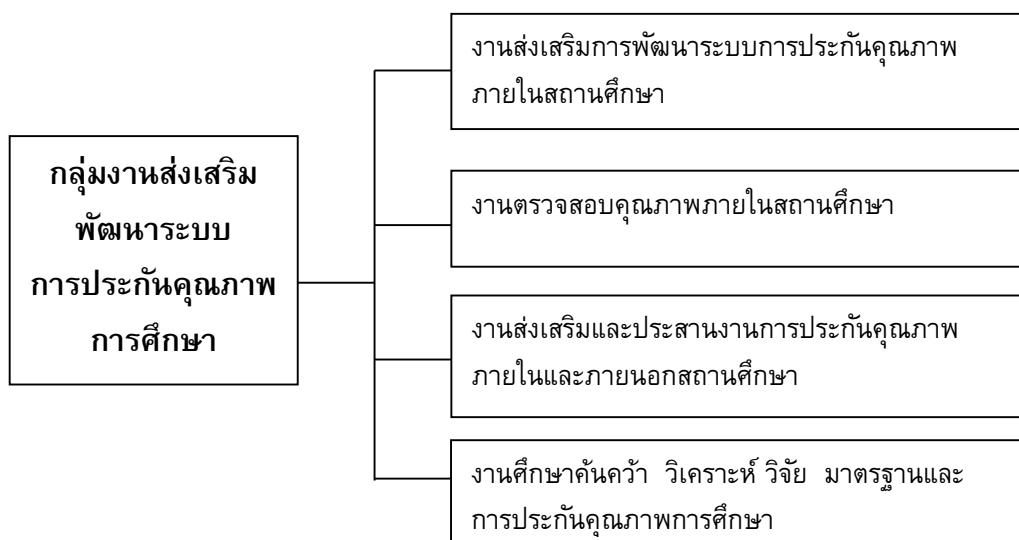 กลุ่มงานส่งเสริม
พัฒนาระบบ
การประกันคุณภาพ
การศึกษา
งานส่งเสริมการพัฒนาระบบการประกันคุณภาพ
ภายในสถานศึกษา
งานตรวจสอบคุณภาพภายในสถานศึกษา
งานส่งเสริมและประสานงานการประกันคุณภาพ
ภายในและภายนอกสถานศึกษา
งานศึกษาค้นคว้า วิเคราะห์ วิจัย มาตรฐานและ
การประกันคุณภาพการศึกษา